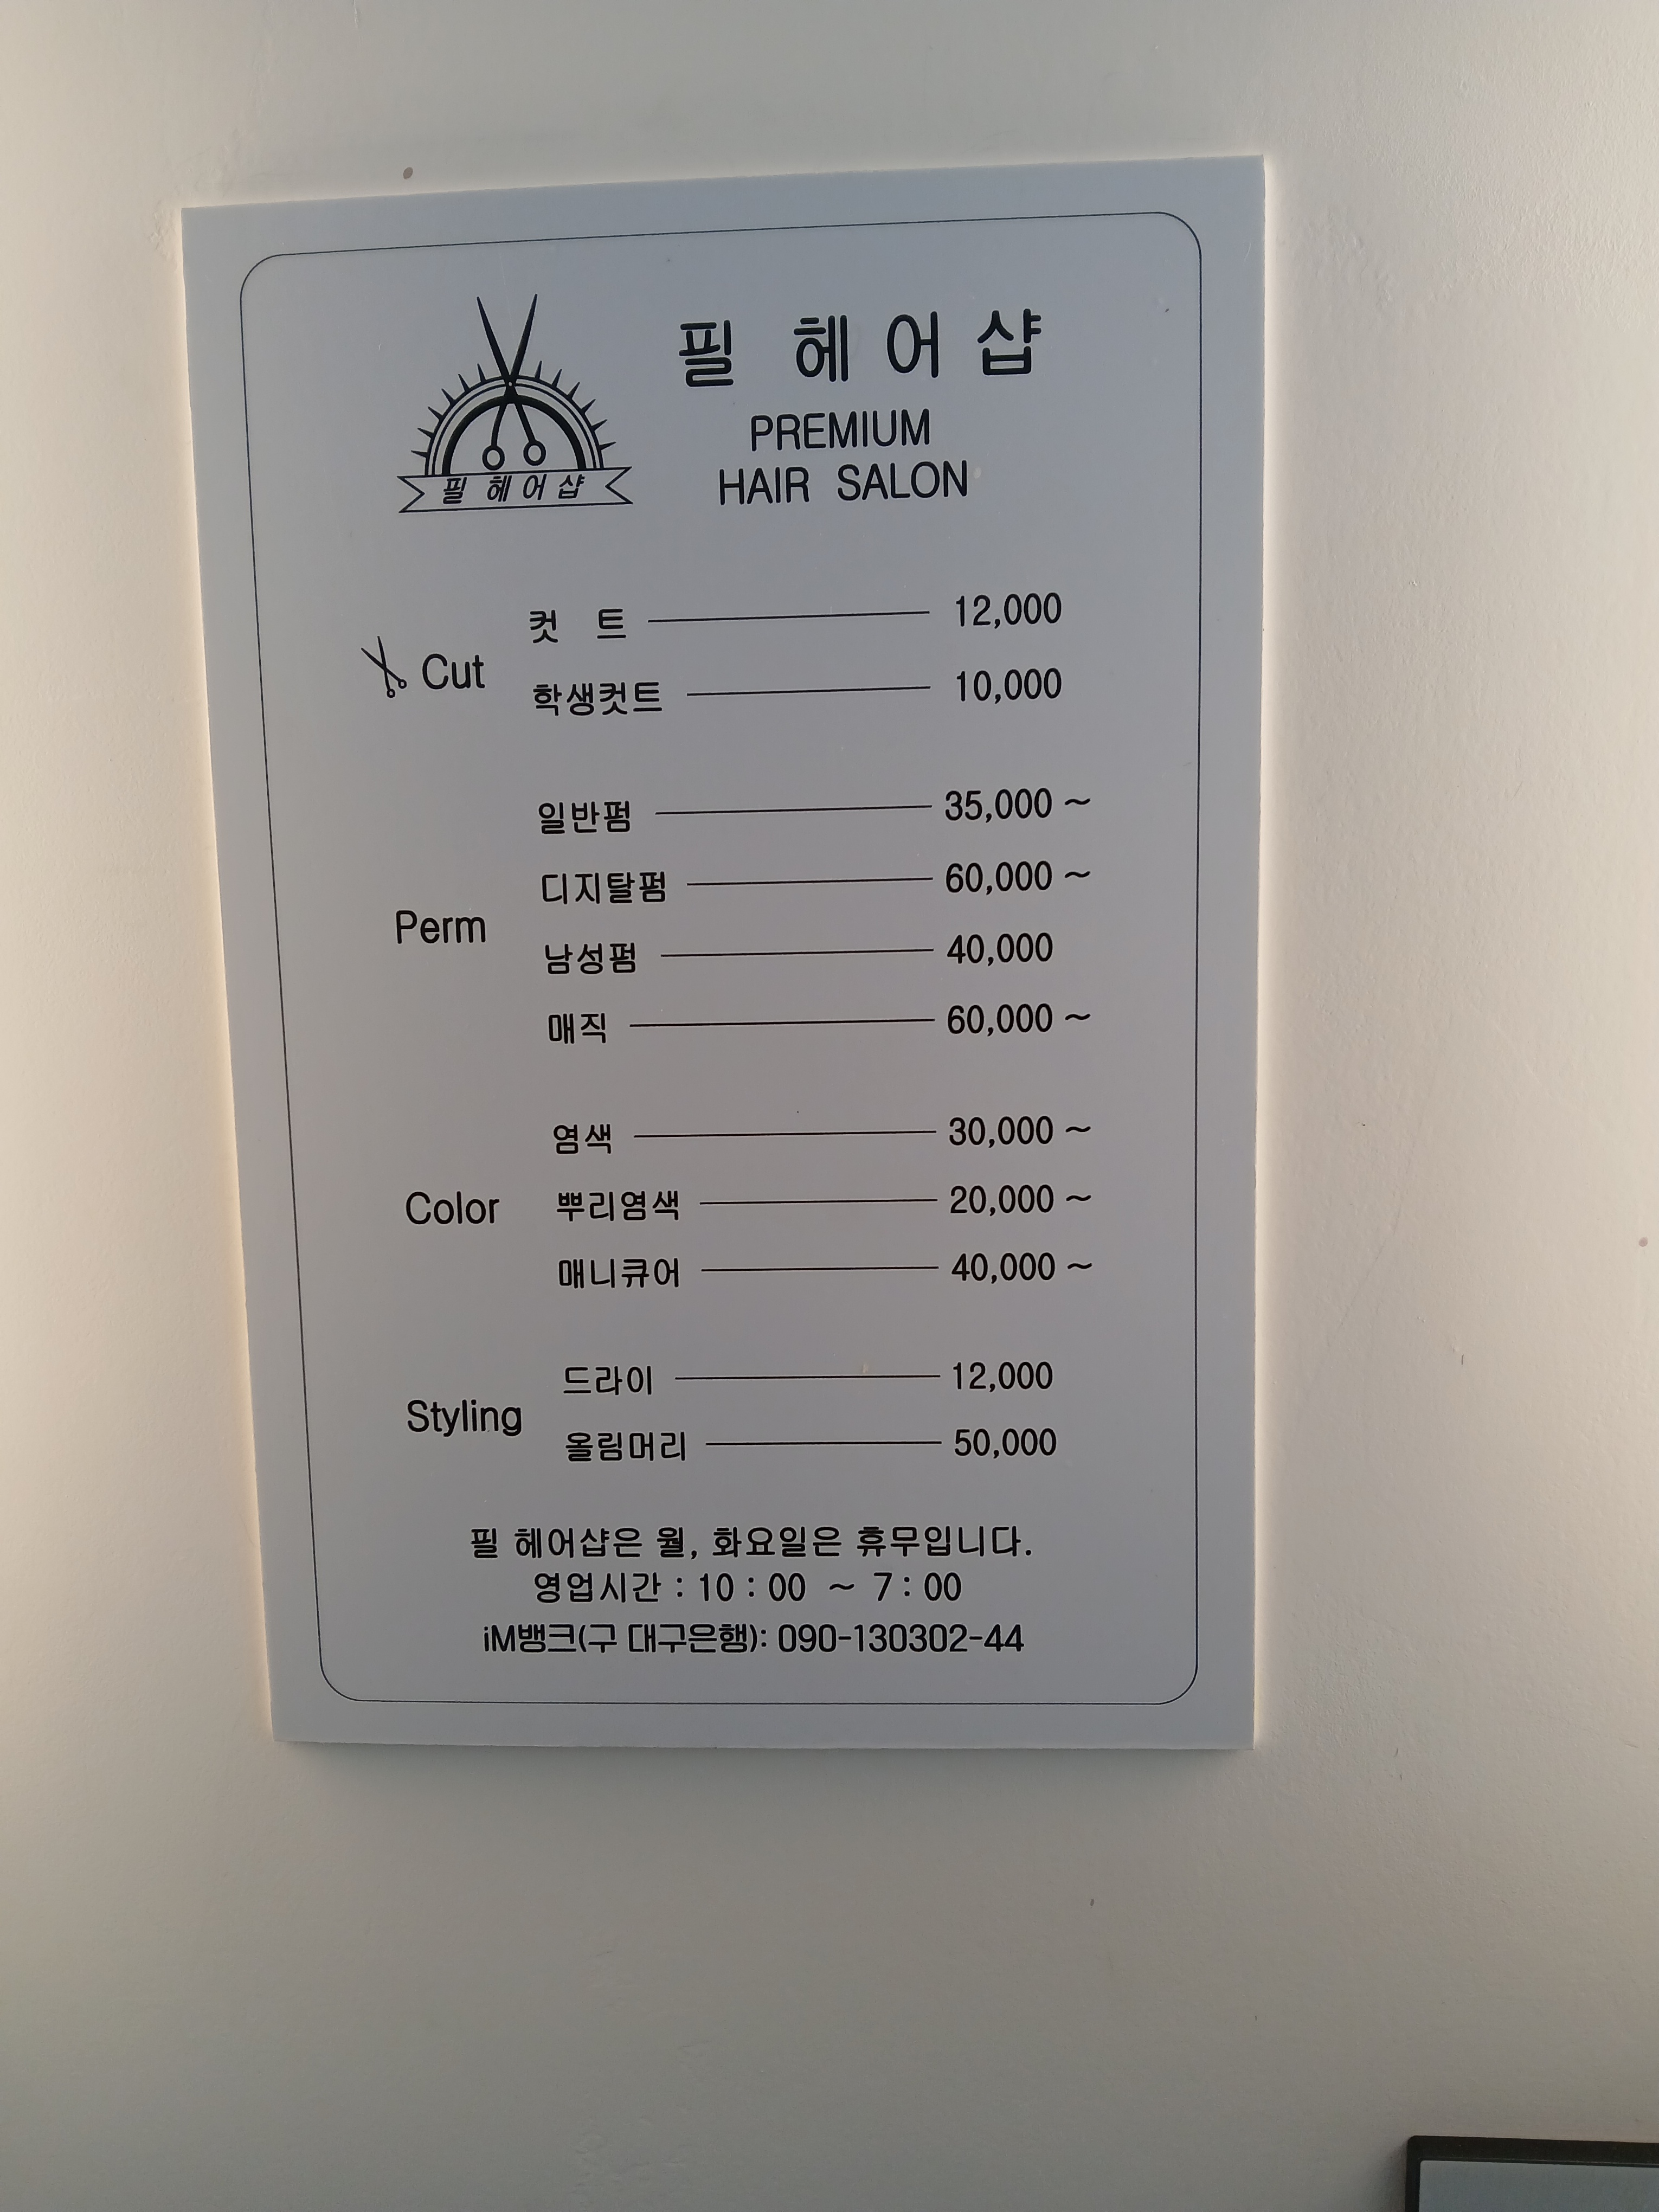 필 헤어샵
필 헤어샵
PREMIUM
HAIR SALON
Cut
컷 트 12,000
학생컷트 10,000
Perm
일반펌 35,000 ~
디지탈펌 60,000 ~
남성펌 40,000
매직 60,000 ~
Color
염색 30,000 ~
뿌리염색 20,000 ~
매니큐어 40,000 ~
Styling
드라이 12,000
올림머리 50,000
필 헤어샵은 월, 화요일은 휴무입니다.
영업시간 : 10 : 00 ~ 7 : 00
iM뱅크(구 대구은행): 090-130302-44